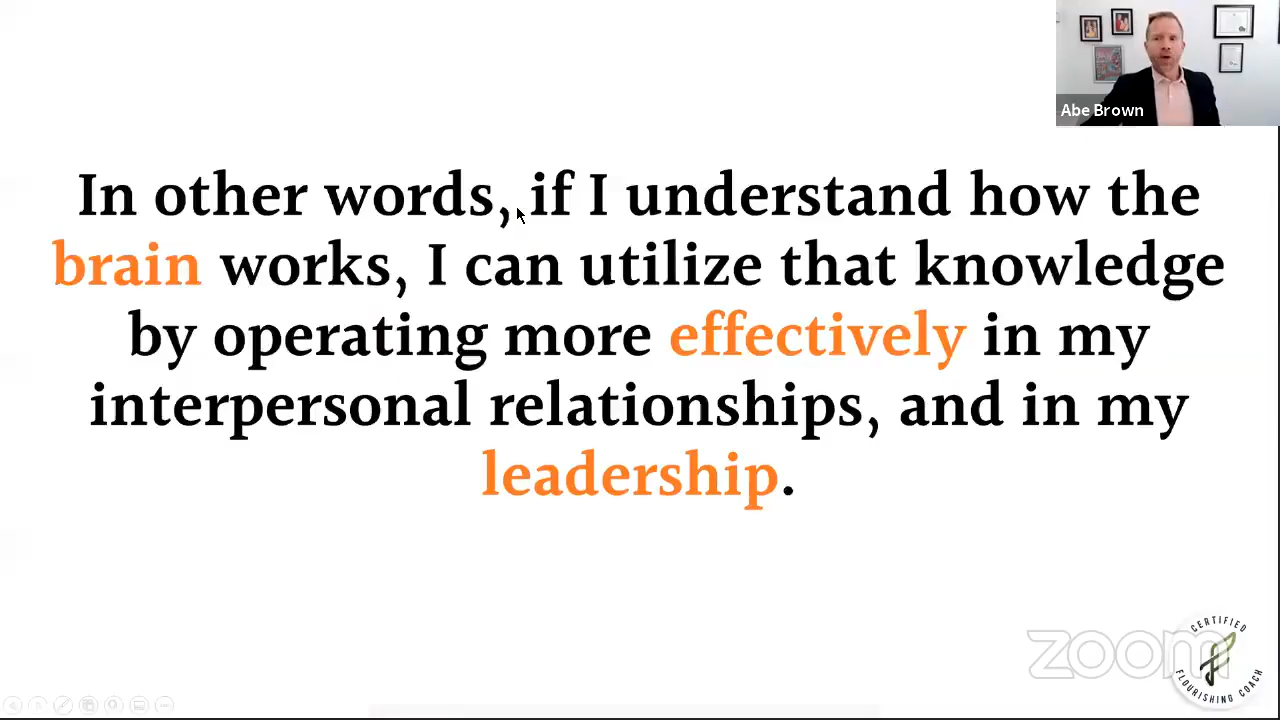 Abe Brown
In other words, if I understand how the
brain works, I can utilize that knowledge
by operating more effectively in my
interpersonal relationships, and in my
leadership.
zoom
CERTIFIED
FLOURISHING COACH